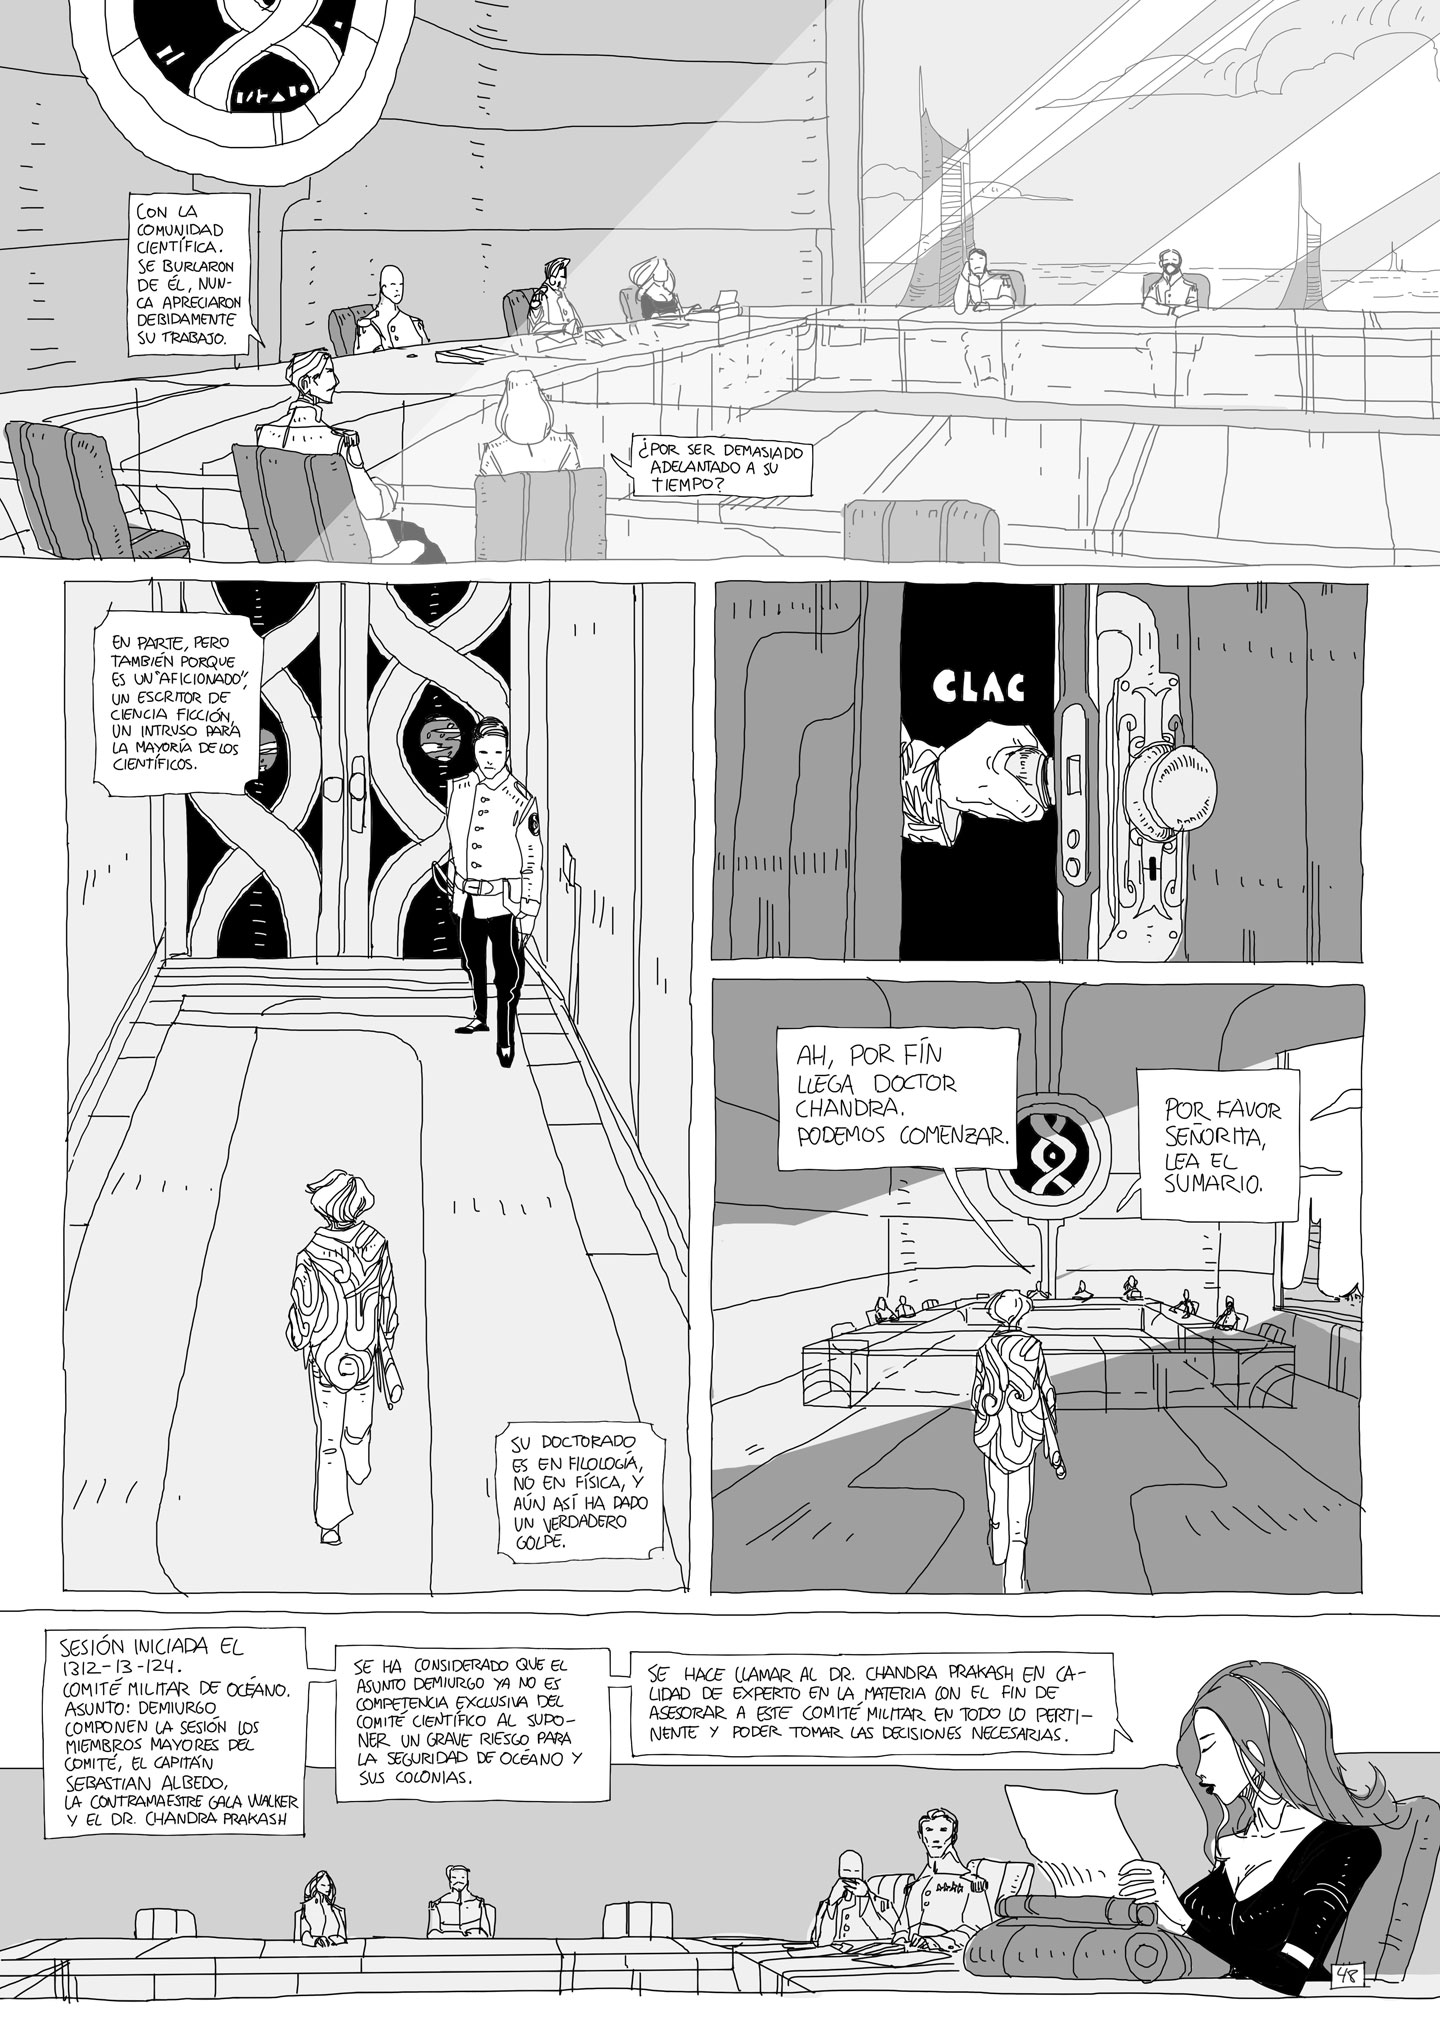 CON LA
COMUNIDAD
CIENTÍFICA.
SE BURLARON
DE ÉL, NUN-
CA APRECIARON
DEBIDAMENTE
SU TRABAJO.
¿POR SER DEMASIADO
ADELANTADO A SU
TIEMPO?
EN PARTE, PERO
TAMBIÉN PORQUE
ES UN "AFICIONADO",
UN ESCRITOR DE
CIENCIA FICCIÓN,
UN INTRUSO PARA
LA MAYORÍA DE LOS
CIENTÍFICOS.
SU DOCTORADO
ES EN FILOLOGÍA,
NO EN FÍSICA, Y
AÚN ASÍ HA DADO
UN VERDADERO
GOLPE.
CLAC
AH, POR FÍN
LLEGA DOCTOR
CHANDRA.
PODEMOS COMENZAR.
POR FAVOR
SEÑORITA,
LEA EL
SUMARIO.
SESIÓN INICIADA EL
1312-13-124.
COMITÉ MILITAR DE OCÉANO.
ASUNTO: DEMIURGO
COMPONEN LA SESIÓN LOS
MIEMBROS MAYORES DEL
COMITÉ, EL CAPITÁN
SEBASTIAN ALBEDO,
LA CONTRAMAESTRE GALA WALKER
Y EL DR. CHANDRA PRAKASH
SE HA CONSIDERADO QUE EL
ASUNTO DEMIURGO YA NO ES
COMPETENCIA EXCLUSIVA DEL
COMITÉ CIENTÍFICO AL SUPO-
NER UN GRAVE RIESGO PARA
LA SEGURIDAD DE OCÉANO Y
SUS COLONIAS.
SE HACE LLAMAR AL DR. CHANDRA PRAKASH EN CA-
LIDAD DE EXPERTO EN LA MATERIA CON EL FIN DE
ASESORAR A ESTE COMITÉ MILITAR EN TODO LO PERTI-
NENTE Y PODER TOMAR LAS DECISIONES NECESARIAS.
48